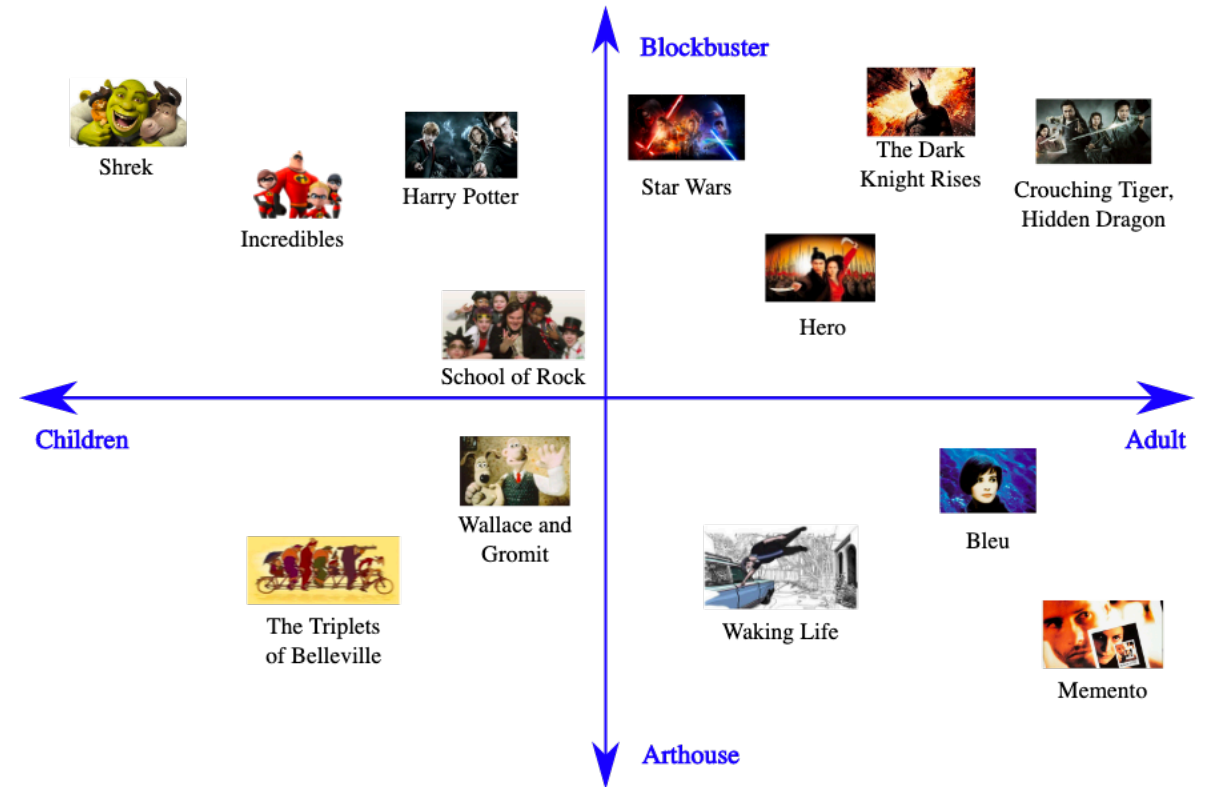 Blockbuster
Shrek
Incredibles
Harry Potter
Star Wars
The Dark
Knight Rises
Crouching Tiger,
Hidden Dragon
Hero
School of Rock
Children
Adult
Wallace and
Gromit
The Triplets
of Belleville
Bleu
Waking Life
Memento
Arthouse